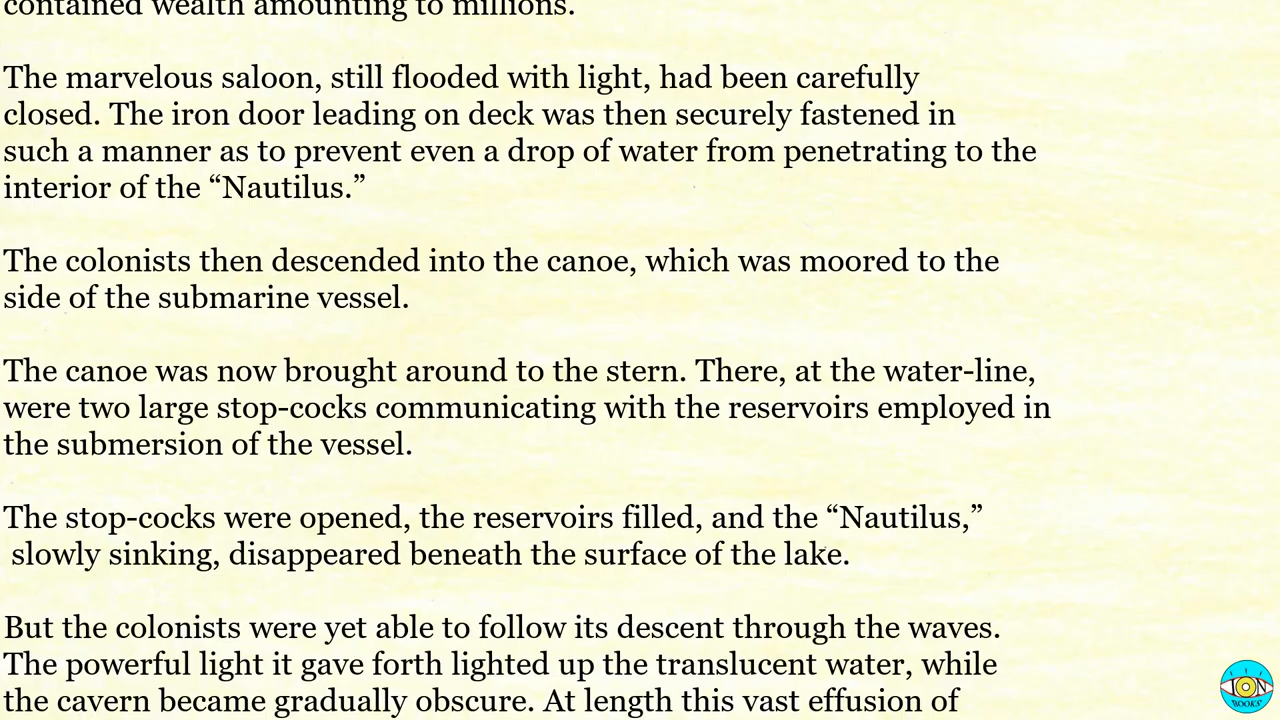 contained wealth amounting to millions.
The marvelous saloon, still flooded with light, had been carefully
closed. The iron door leading on deck was then securely fastened in
such a manner as to prevent even a drop of water from penetrating to the
interior of the “Nautilus.”
The colonists then descended into the canoe, which was moored to the
side of the submarine vessel.
The canoe was now brought around to the stern. There, at the water-line,
were two large stop-cocks communicating with the reservoirs employed in
the submersion of the vessel.
The stop-cocks were opened, the reservoirs filled, and the “Nautilus,”
slowly sinking, disappeared beneath the surface of the lake.
But the colonists were yet able to follow its descent through the waves.
The powerful light it gave forth lighted up the translucent water, while
the cavern became gradually obscure. At length this vast effusion of
ION
BOOKS